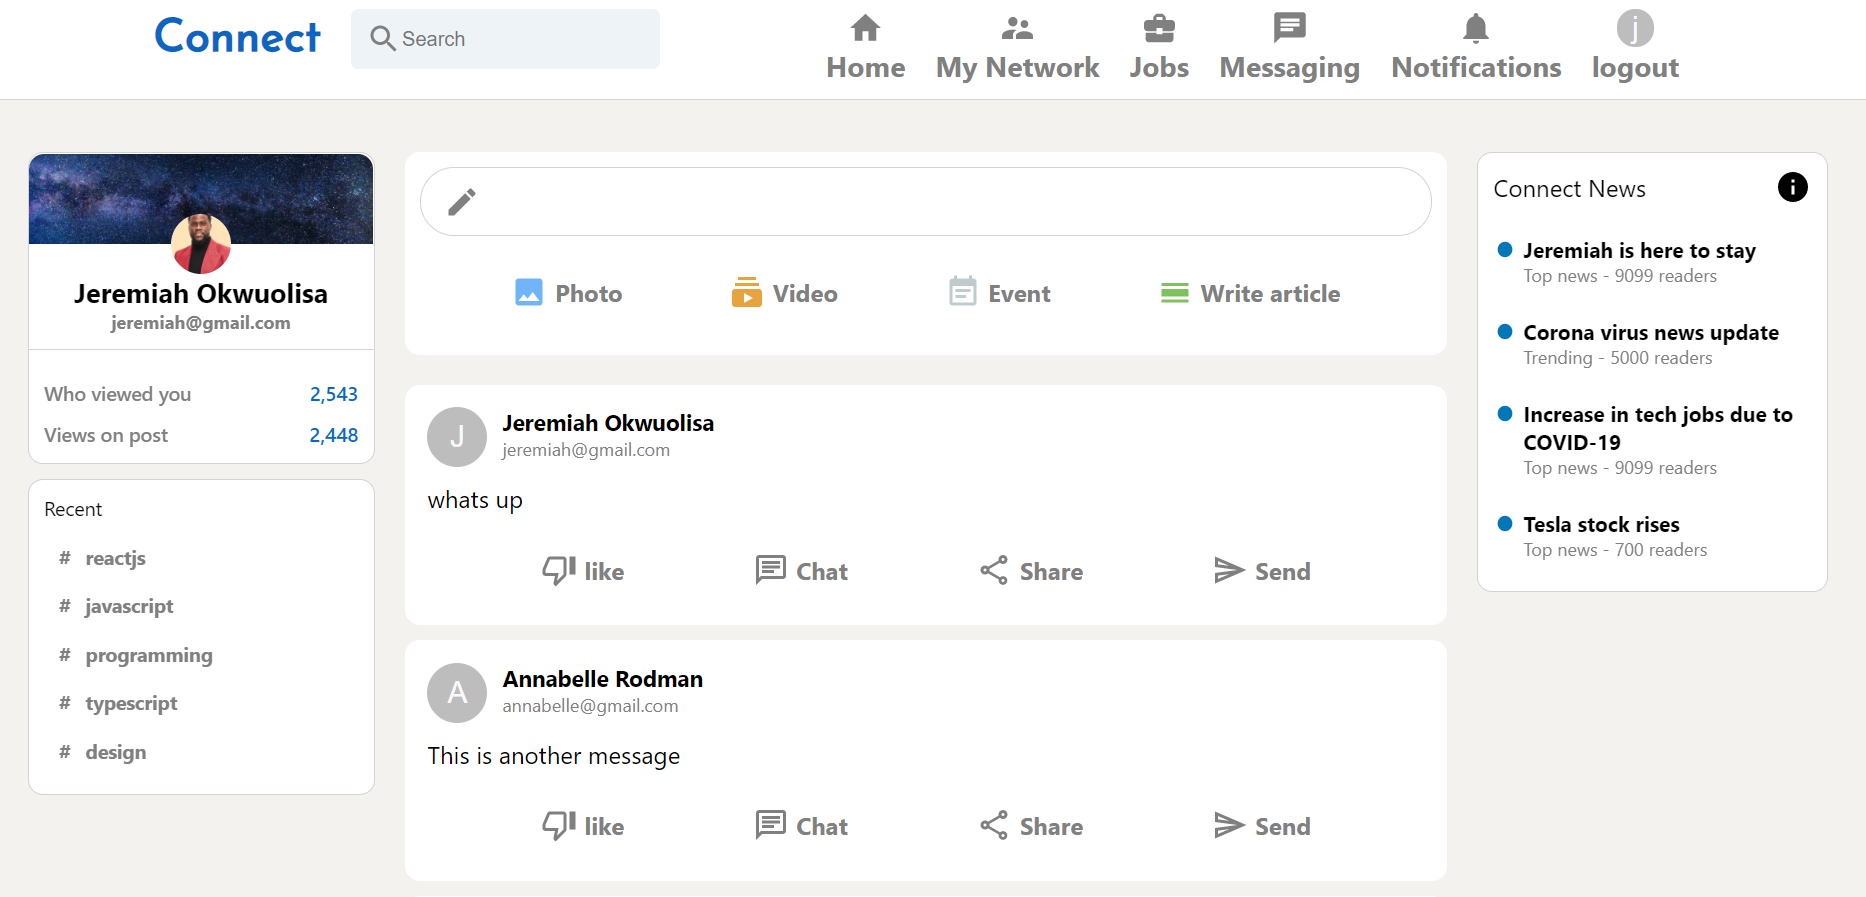 Connect
Search
Home
My Network
Jobs
Messaging
Notifications
j
logout
Jeremiah Okwuolisa
jeremiah@gmail.com
Who viewed you 2,543
Views on post 2,448
Recent
# reactjs
# javascript
# programming
# typescript
# design
Photo
Video
Event
Write article
J
Jeremiah Okwuolisa
jeremiah@gmail.com
whats up
like
Chat
Share
Send
A
Annabelle Rodman
annabelle@gmail.com
This is another message
like
Chat
Share
Send
Connect News
Jeremiah is here to stay
Top news - 9099 readers
Corona virus news update
Trending - 5000 readers
Increase in tech jobs due to
COVID-19
Top news - 9099 readers
Tesla stock rises
Top news - 700 readers